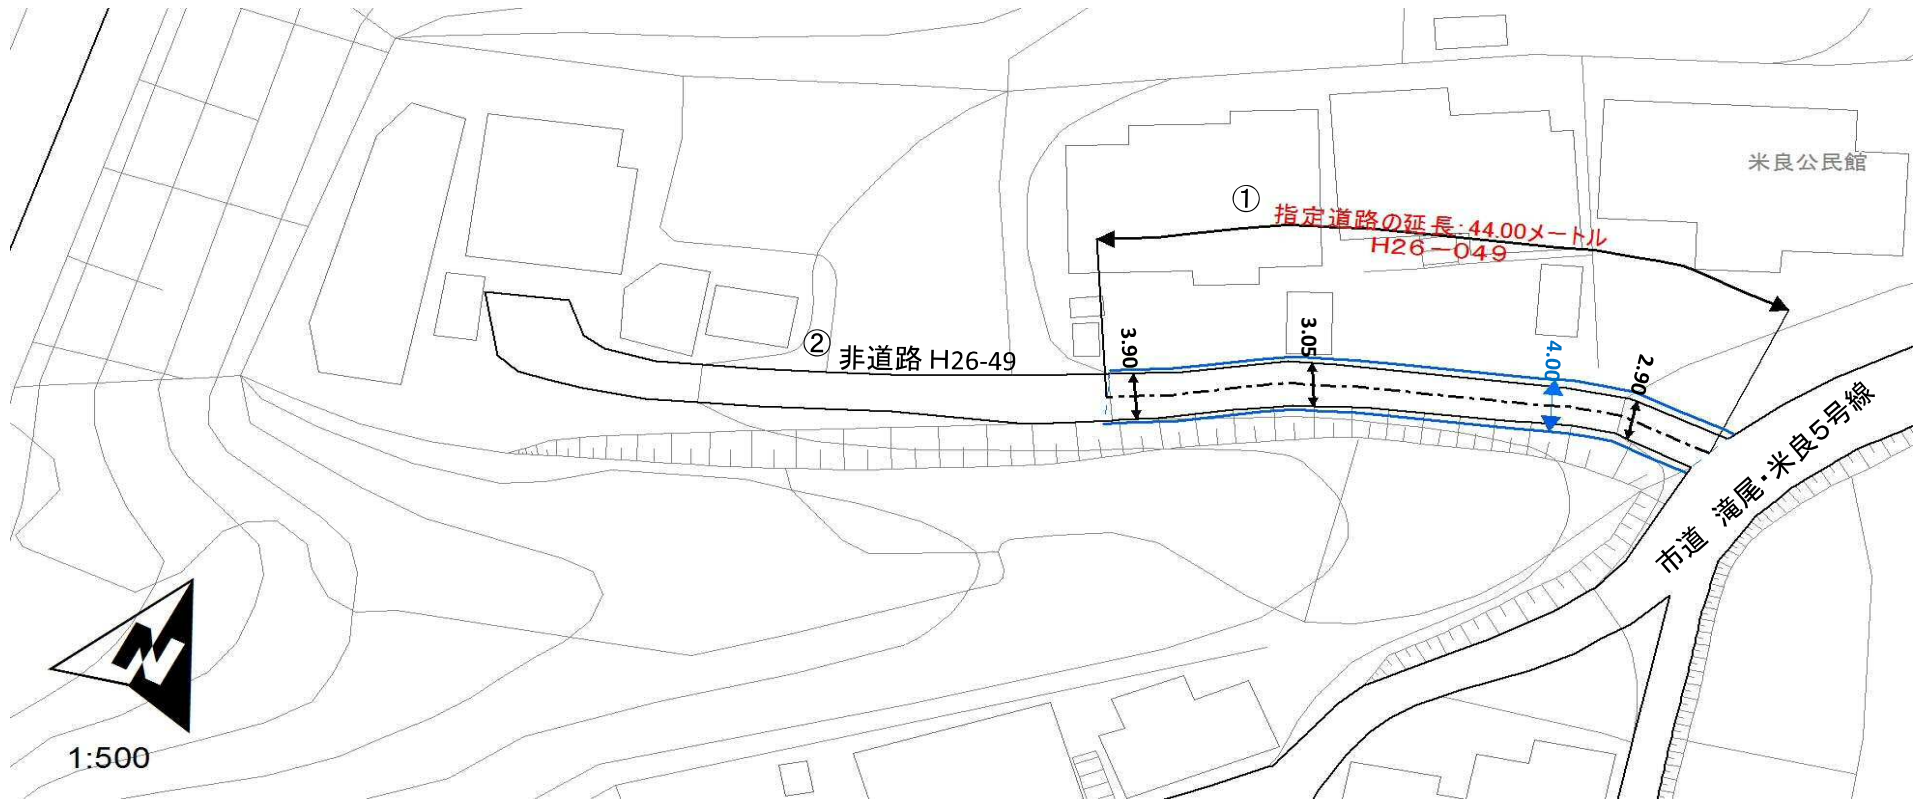 米良公民館
①
指定道路の延長・44.00メートル
H26－049
②
非道路 H26-49
3.90
3.05
4.00
2.90
市道 滝尾・米良5号線
N
1:500